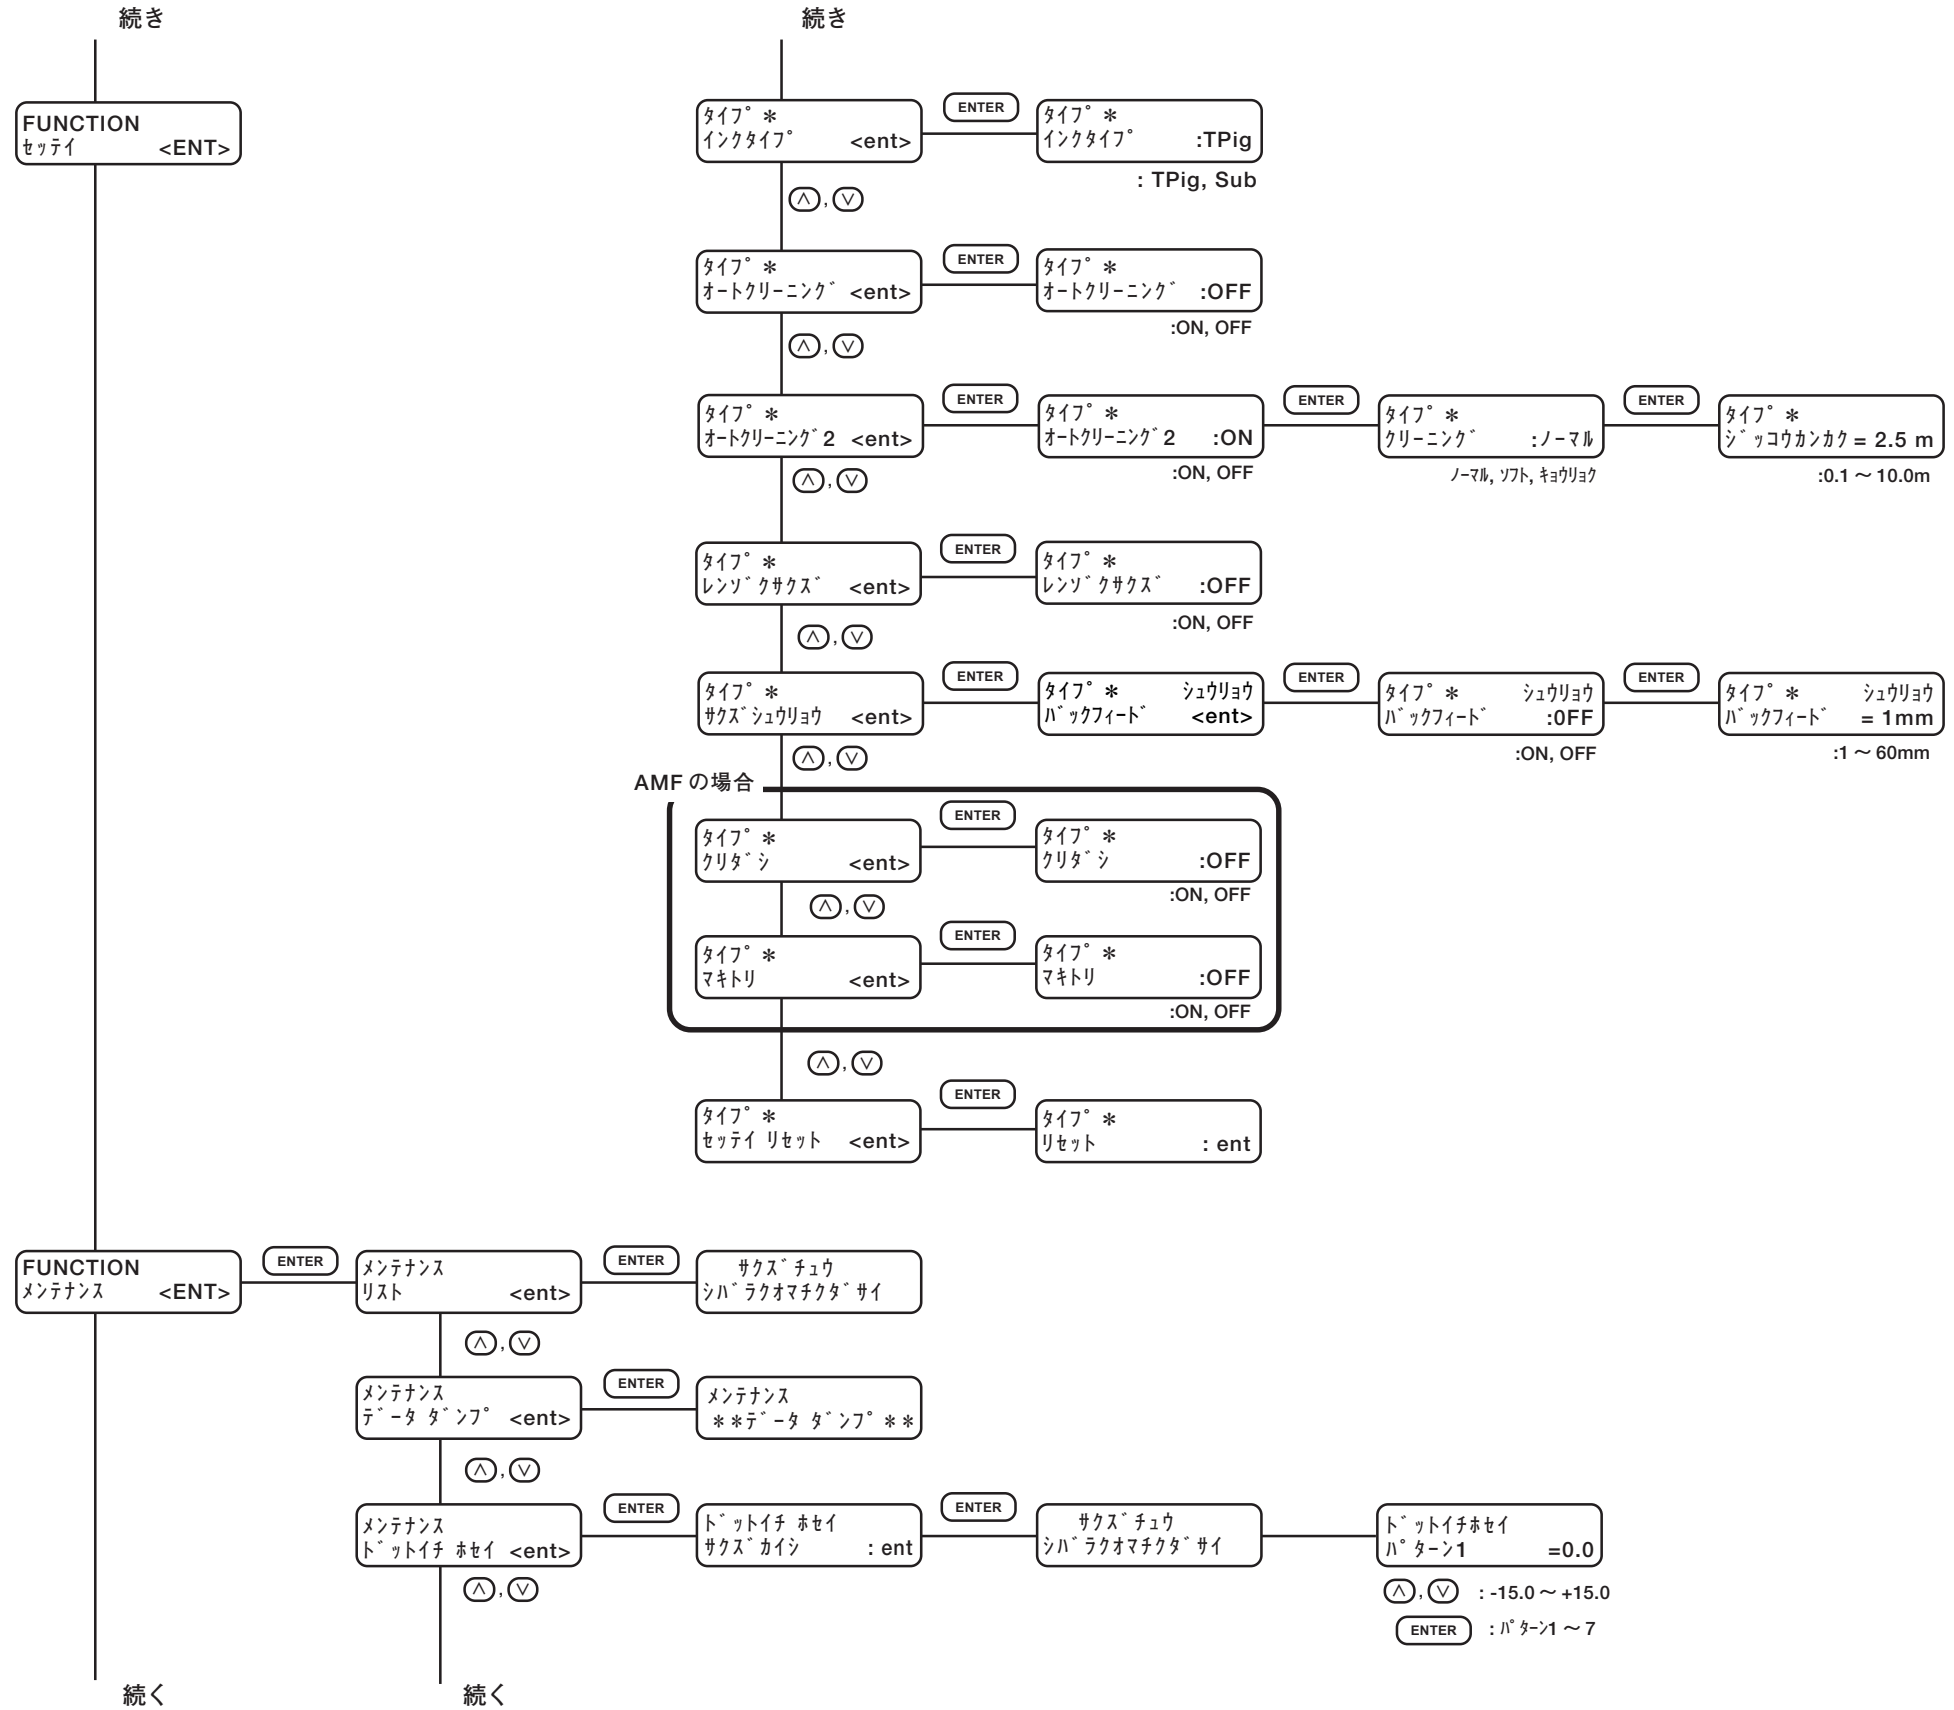 続き
続き
FUNCTION
ｾｯﾃｲ <ENT>
ﾀｲﾌﾟ ＊
ｲﾝｸﾀｲﾌﾟ <ent>
ENTER
ﾀｲﾌﾟ ＊
ｲﾝｸﾀｲﾌﾟ :TPig
: TPig, Sub
∧ , ∨
ﾀｲﾌﾟ ＊
ｵｰﾄｸﾘｰﾆﾝｸﾞ <ent>
ENTER
ﾀｲﾌﾟ ＊
ｵｰﾄｸﾘｰﾆﾝｸﾞ :OFF
:ON, OFF
∧ , ∨
ﾀｲﾌﾟ ＊
ｵｰﾄｸﾘｰﾆﾝｸﾞ2 <ent>
ENTER
ﾀｲﾌﾟ ＊
ｵｰﾄｸﾘｰﾆﾝｸﾞ2 :ON
:ON, OFF
ENTER
ﾀｲﾌﾟ ＊
ｸﾘｰﾆﾝｸﾞ :ﾉｰﾏﾙ
ﾉｰﾏﾙ, ｿﾌﾄ, ｷｮｳﾘｮｸ
ENTER
ﾀｲﾌﾟ ＊
ｼﾞｯｺｳｶﾝｶｸ = 2.5 m
:0.1 ～ 10.0m
∧ , ∨
ﾀｲﾌﾟ ＊
ﾚﾝｿﾞｸｻｸｽﾞ <ent>
ENTER
ﾀｲﾌﾟ ＊
ﾚﾝｿﾞｸｻｸｽﾞ :OFF
:ON, OFF
∧ , ∨
ﾀｲﾌﾟ ＊
ｻｸｽﾞｼｭｳﾘｮｳ <ent>
ENTER
ﾀｲﾌﾟ ＊ ｼｭｳﾘｮｳ
ﾊﾞｯｸﾌｨｰﾄﾞ <ent>
ENTER
ﾀｲﾌﾟ ＊ ｼｭｳﾘｮｳ
ﾊﾞｯｸﾌｨｰﾄﾞ :0FF
:ON, OFF
ENTER
ﾀｲﾌﾟ ＊ ｼｭｳﾘｮｳ
ﾊﾞｯｸﾌｨｰﾄﾞ = 1mm
:1 ～ 60mm
∧ , ∨
AMF の場合
ﾀｲﾌﾟ ＊
ｸﾘﾀﾞｼ <ent>
ENTER
ﾀｲﾌﾟ ＊
ｸﾘﾀﾞｼ :OFF
:ON, OFF
∧ , ∨
ﾀｲﾌﾟ ＊
ﾏｷﾄﾘ <ent>
ENTER
ﾀｲﾌﾟ ＊
ﾏｷﾄﾘ :OFF
:ON, OFF
∧ , ∨
ﾀｲﾌﾟ ＊
ｾｯﾃｲ ﾘｾｯﾄ <ent>
ENTER
ﾀｲﾌﾟ ＊
ﾘｾｯﾄ : ent
FUNCTION
ﾒﾝﾃﾅﾝｽ <ENT>
ENTER
ﾒﾝﾃﾅﾝｽ
ﾘｽﾄ <ent>
ENTER
ｻｸｽﾞﾁｭｳ
ｼﾊﾞﾗｸｵﾏﾁｸﾀﾞｻｲ
∧ , ∨
ﾒﾝﾃﾅﾝｽ
ﾃﾞｰﾀ ﾀﾞﾝﾌﾟ <ent>
ENTER
ﾒﾝﾃﾅﾝｽ
＊＊ﾃﾞｰﾀ ﾀﾞﾝﾌﾟ＊＊
∧ , ∨
ﾒﾝﾃﾅﾝｽ
ﾄﾞｯﾄｲﾁ ﾎｾｲ <ent>
ENTER
ﾄﾞｯﾄｲﾁ ﾎｾｲ
ｻｸｽﾞｶｲｼ : ent
ENTER
ｻｸｽﾞﾁｭｳ
ｼﾊﾞﾗｸｵﾏﾁｸﾀﾞｻｲ
ﾄﾞｯﾄｲﾁﾎｾｲ
ﾊﾟﾀｰﾝ1 =0.0
∧ , ∨
∧ , ∨ : -15.0 ～ +15.0
ENTER : ﾊﾟﾀｰﾝ1 ～ 7
続く
続く